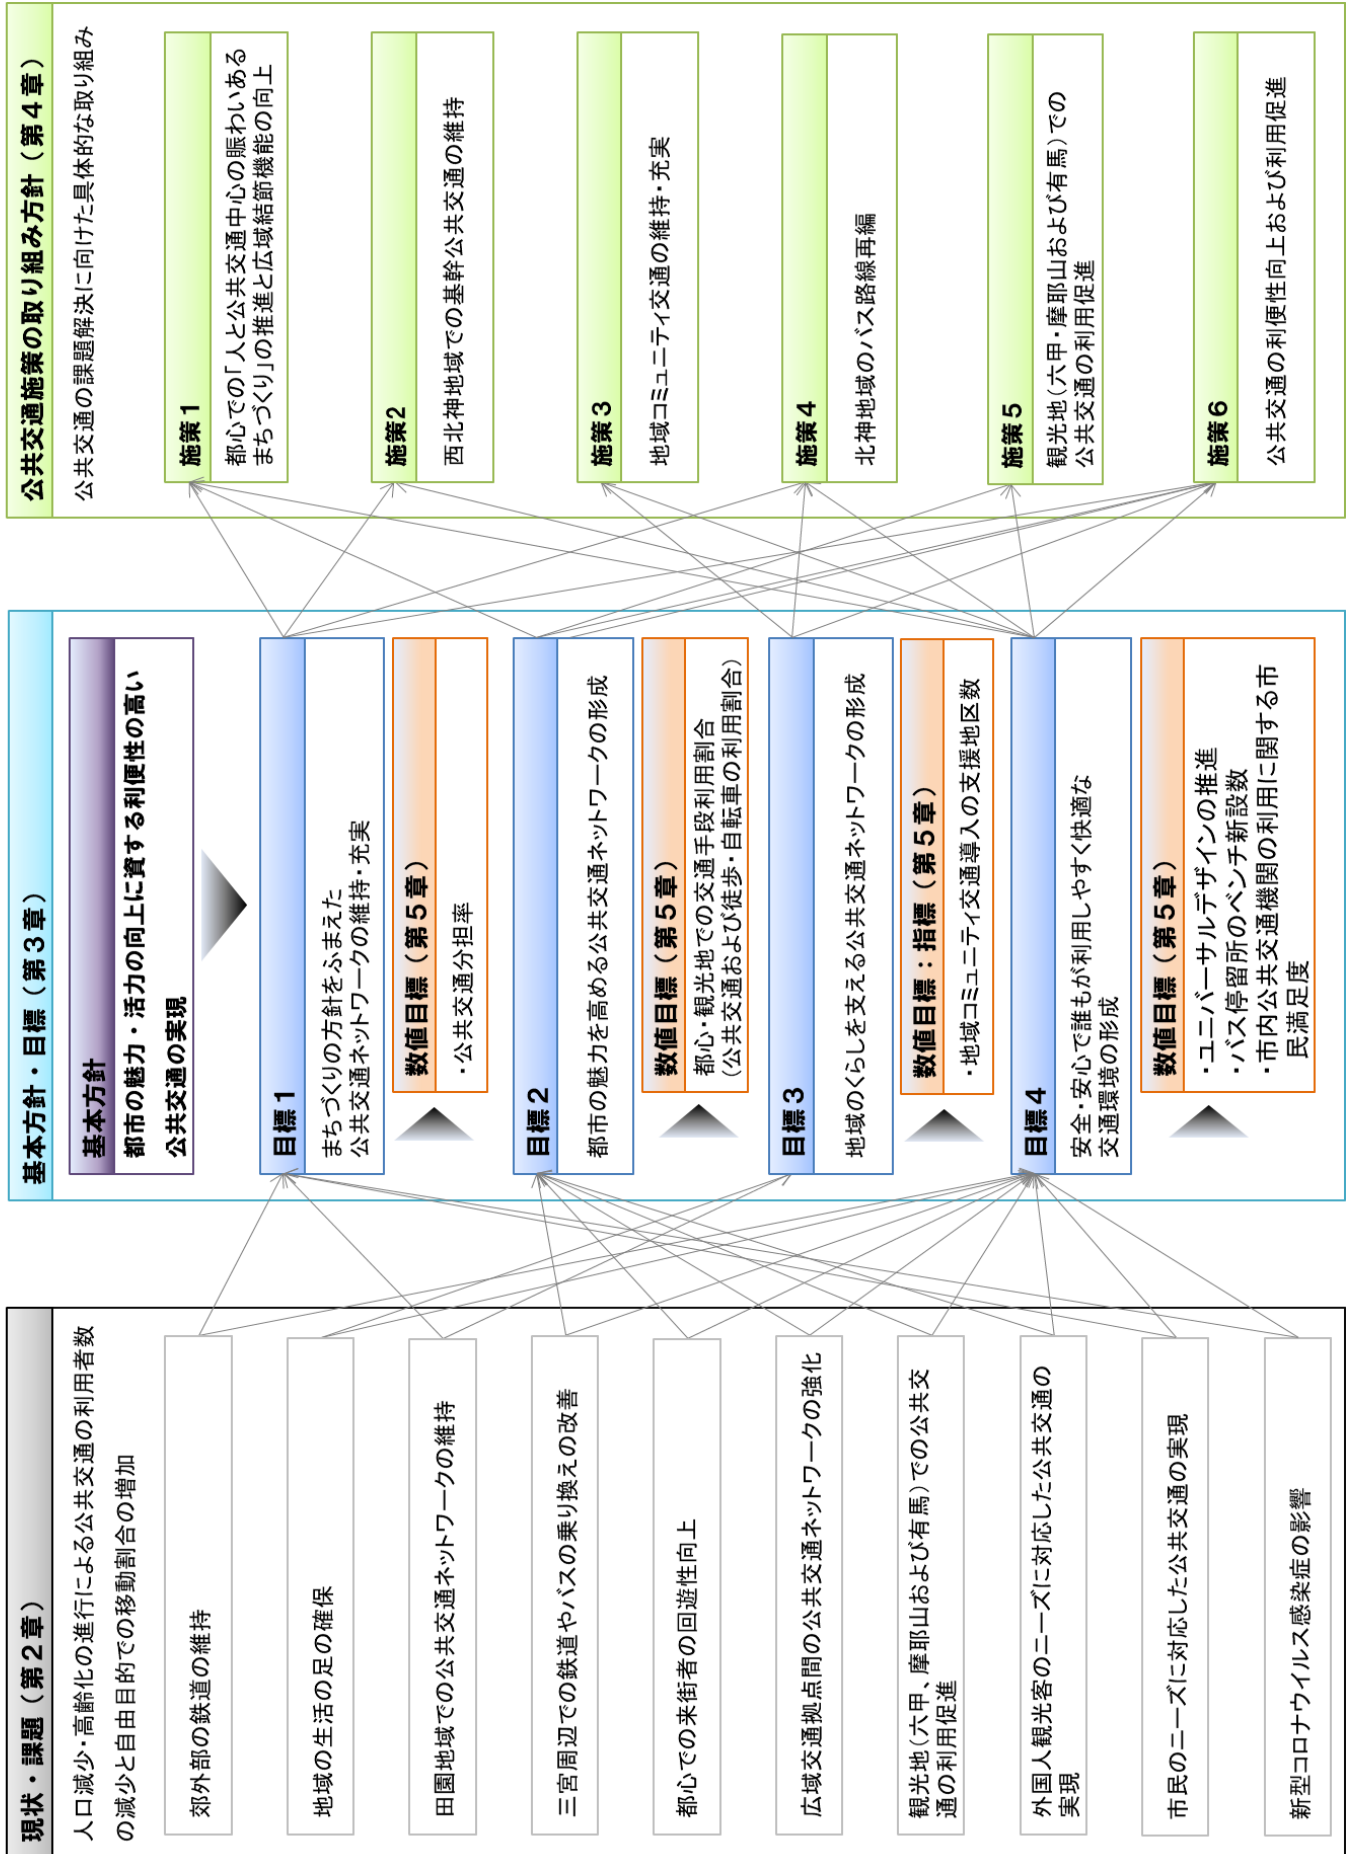 現状・課題（第２章）
人口減少・高齢化の進行による公共交通の利用者数
の減少と自由目的での移動割合の増加
郊外部の鉄道の維持
地域の生活の足の確保
田園地域での公共交通ネットワークの維持
三宮周辺での鉄道やバスの乗り換えの改善
都心での来街者の回遊性向上
広域交通拠点間の公共交通ネットワークの強化
観光地（六甲、摩耶山および有馬）での公共交
通の利用促進
外国人観光客のニーズに対応した公共交通の
実現
市民のニーズに対応した公共交通の実現
新型コロナウイルス感染症の影響
基本方針・目標（第３章）
基本方針
都市の魅力・活力の向上に資する利便性の高い
公共交通の実現
目標１
まちづくりの方針をふまえた
公共交通ネットワークの維持・充実
数値目標（第５章）
・公共交通分担率
目標２
都市の魅力を高める公共交通ネットワークの形成
数値目標（第５章）
都心・観光地での交通手段利用割合
（公共交通および徒歩・自転車の利用割合）
目標３
地域のくらしを支える公共交通ネットワークの形成
数値目標：指標（第５章）
・地域コミュニティ交通導入の支援地区数
目標４
安全・安心で誰もが利用しやすく快適な
交通環境の形成
数値目標（第５章）
・ユニバーサルデザインの推進
・バス停留所のベンチ新設数
・市内公共交通機関の利用に関する市
民満足度
公共交通施策の取り組み方針（第４章）
公共交通の課題解決に向けた具体的な取り組み
施策１
都心での「人と公共交通中心の賑わいある
まちづくり」の推進と広域結節機能の向上
施策2
西北神地域での基幹公共交通の維持
施策３
地域コミュニティ交通の維持・充実
施策４
北神地域のバス路線再編
施策５
観光地（六甲・摩耶山および有馬）での
公共交通の利用促進
施策６
公共交通の利便性向上および利用促進